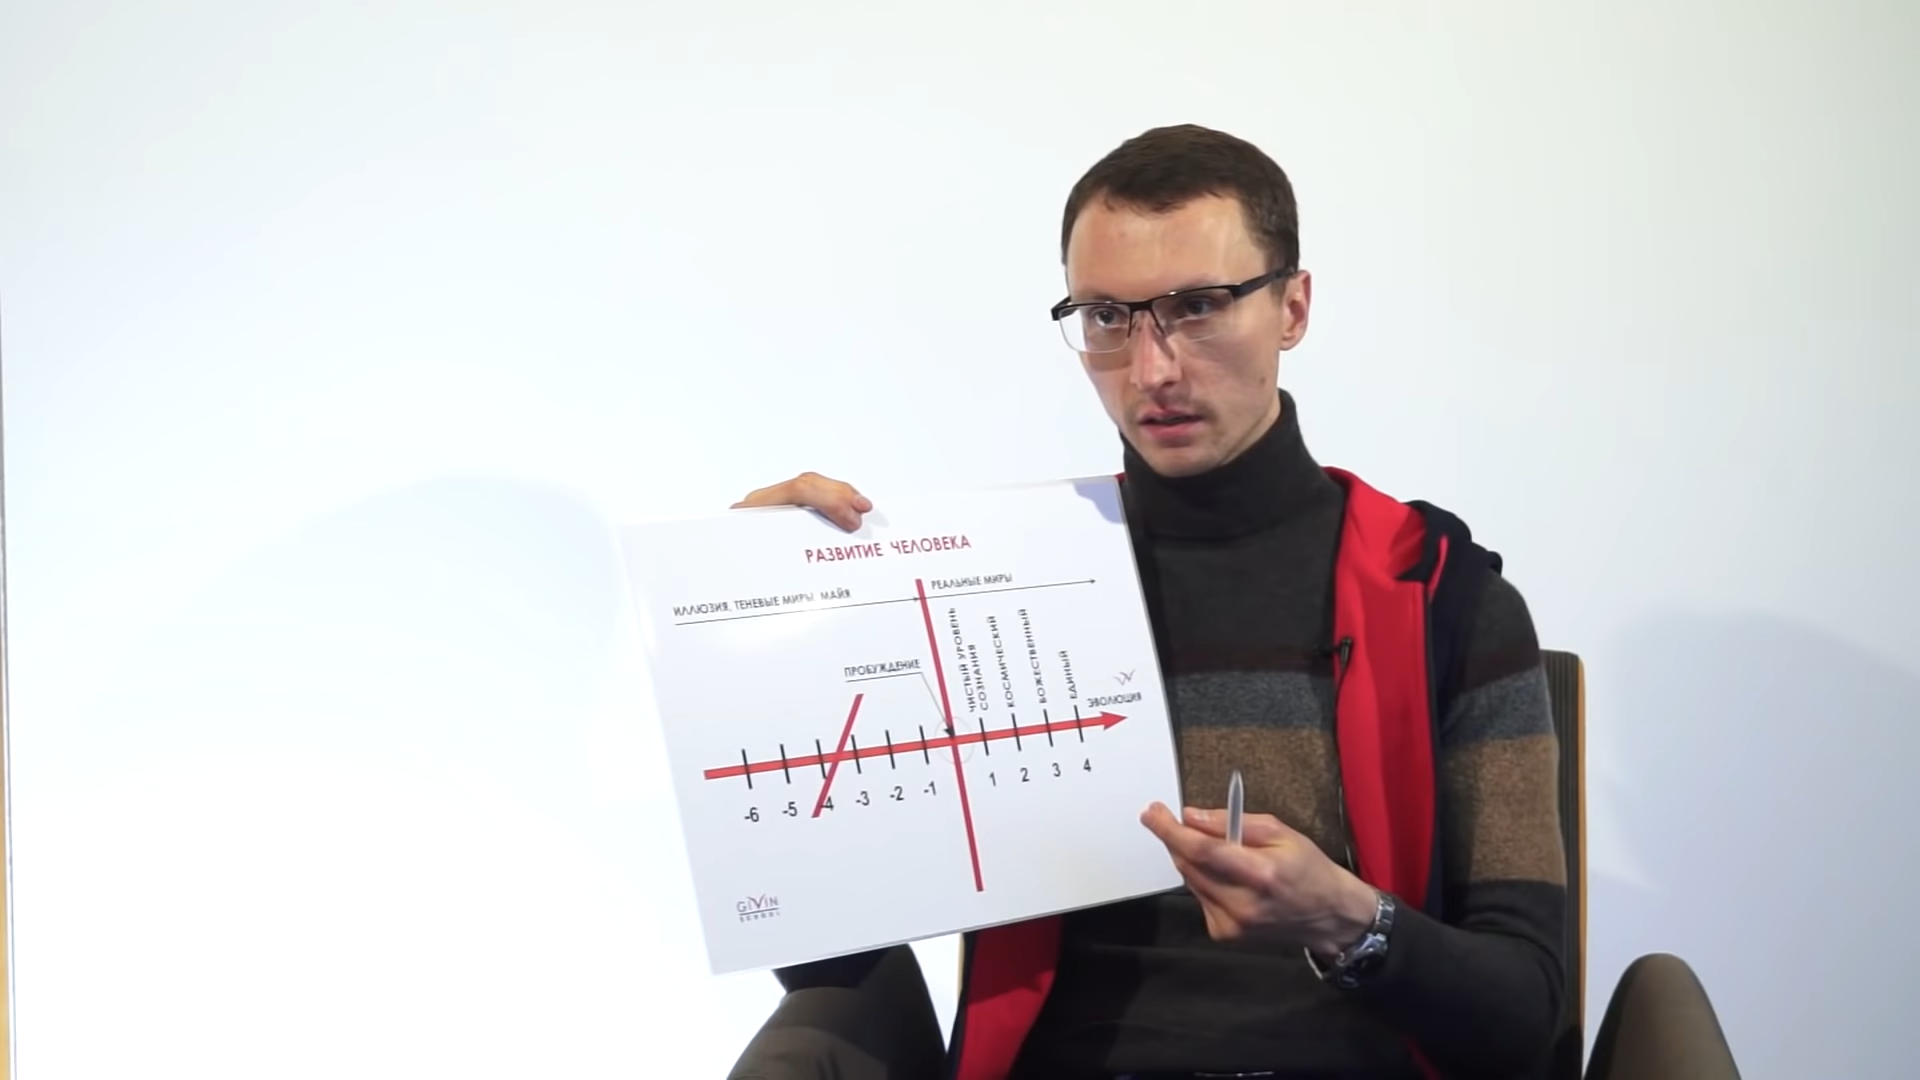 РАЗВИТИЕ ЧЕЛОВЕКА
ИЛЛЮЗИЯ, ТЕНЕВЫЕ МИРЫ, МАЙЯ
РЕАЛЬНЫЕ МИРЫ
ПРОБУЖДЕНИЕ
ЧИСТЫЙ УРОВЕНЬ
СОЗНАНИЯ
КОСМИЧЕСКИЙ
БОЖЕСТВЕННЫЙ
ЕДИНЫЙ
ЭВОЛЮЦИЯ
-6 -5 -4 -3 -2 -1 1 2 3 4
GIVIN
SCHOOL